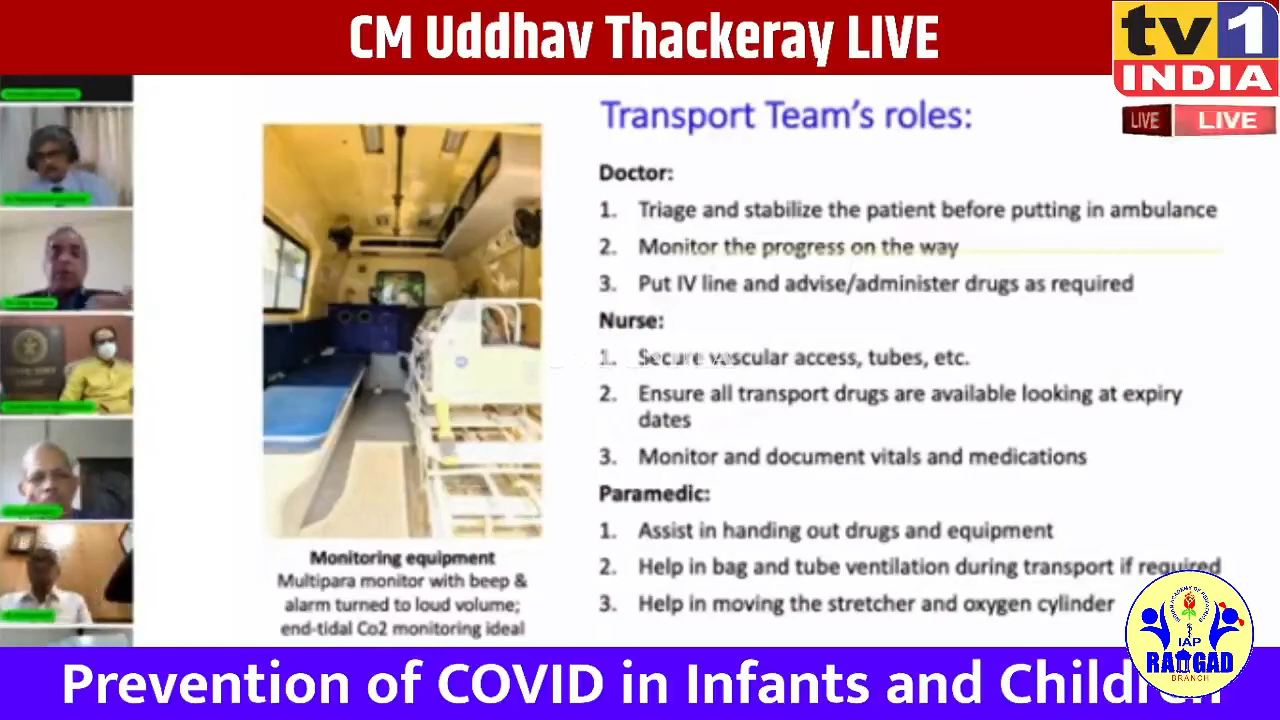 CM Uddhav Thackeray LIVE
tv1
INDIA
LIVE LIVE
Transport Team's roles:
Doctor:
1. Triage and stabilize the patient before putting in ambulance
2. Monitor the progress on the way
3. Put IV line and advise/administer drugs as required
Nurse:
1. Secure vascular access, tubes, etc.
2. Ensure all transport drugs are available looking at expiry
dates
3. Monitor and document vitals and medications
Paramedic:
1. Assist in handing out drugs and equipment
2. Help in bag and tube ventilation during transport if required
3. Help in moving the stretcher and oxygen cylinder
Monitoring equipment
Multipara monitor with beep &
alarm turned to loud volume;
end-tidal Co2 monitoring ideal
IAP
RAIGAD
BRANCH
Prevention of COVID in Infants and Children